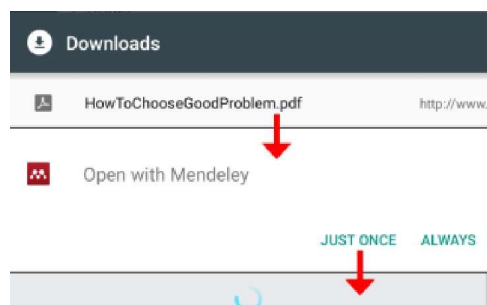 Downloads
HowToChooseGoodProblem.pdf http://www.
Open with Mendeley
JUST ONCE ALWAYS